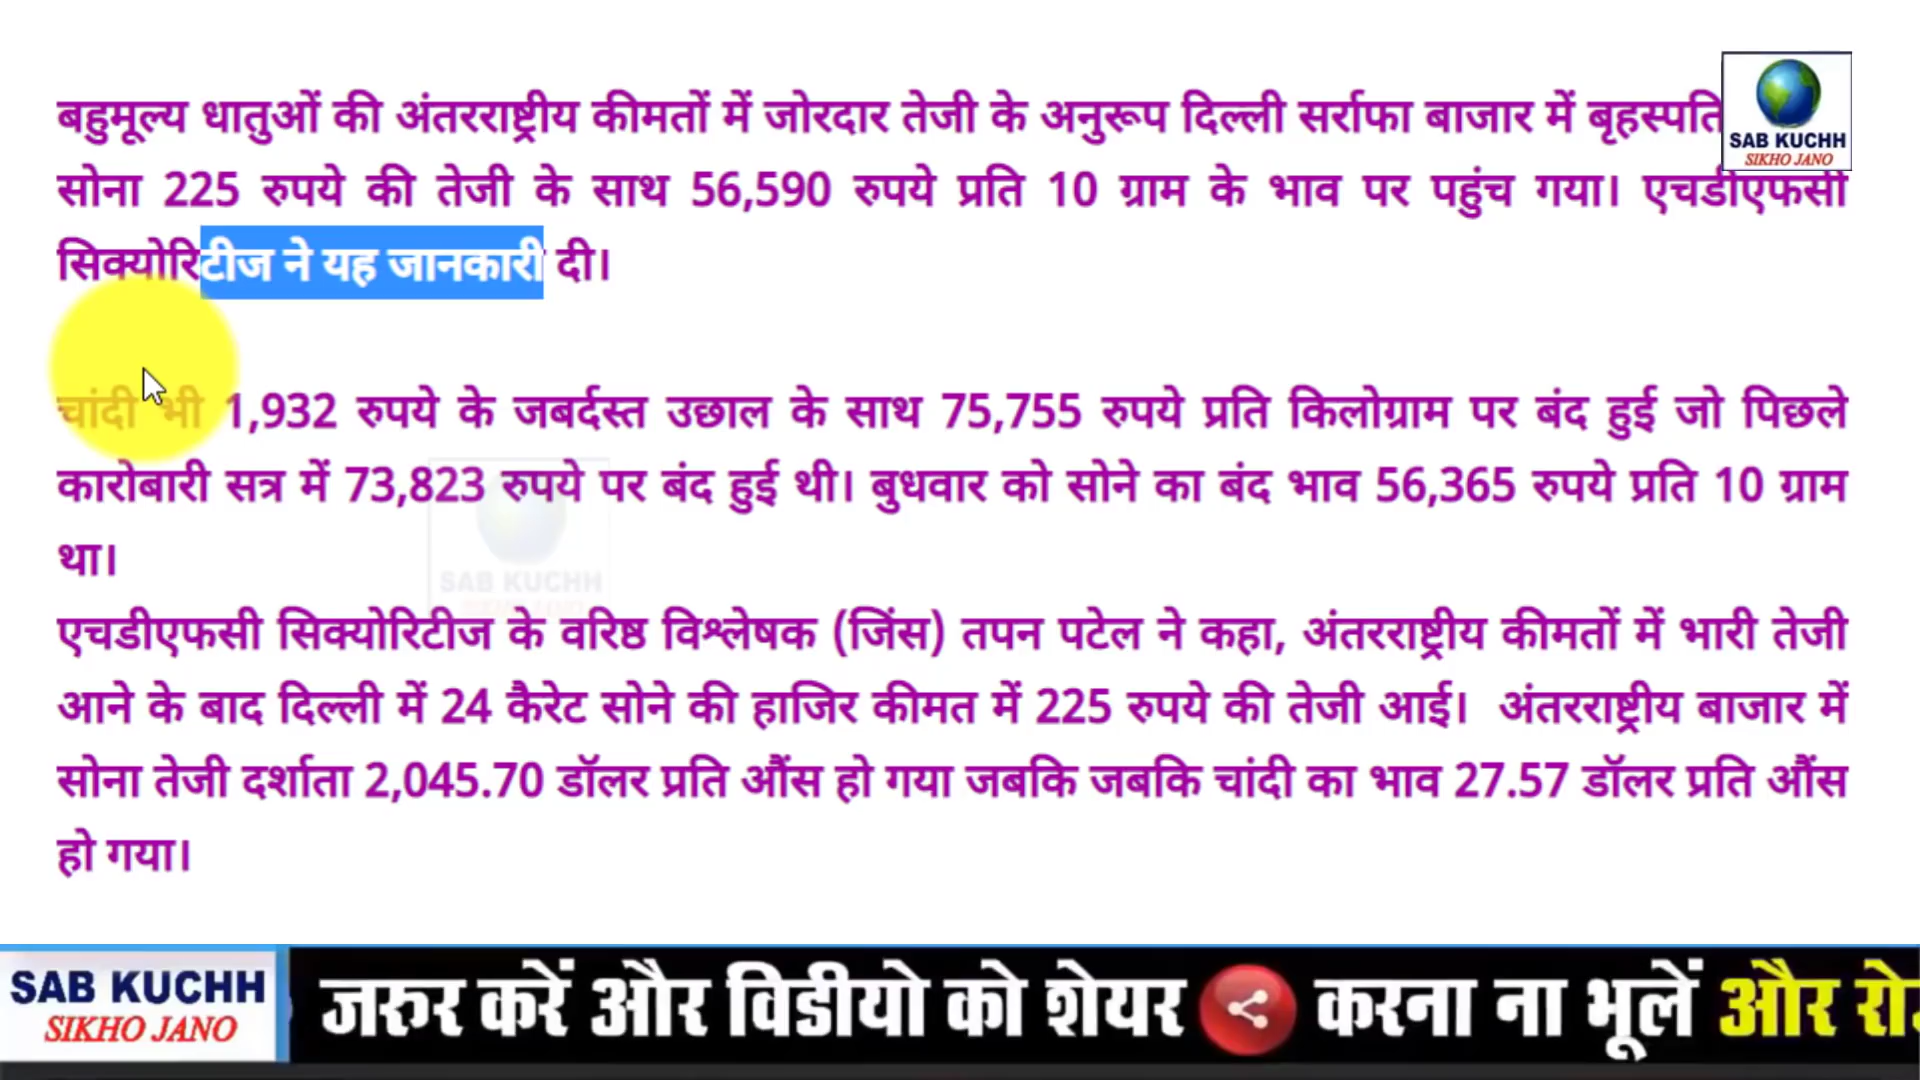 बहुमूल्य धातुओं की अंतरराष्ट्रीय कीमतों में जोरदार तेजी के अनुरूप दिल्ली सर्राफा बाजार में
SAB KUCHH
SIKHO JANO
सोना 225 रुपये की तेजी के साथ 56,590 रुपये प्रति 10 ग्राम के भाव पर पहुंच गया। एचडीएफसी
सिक्योरिटीज ने यह जानकारी दी।
चांदी भी 1,932 रुपये के जबर्दस्त उछाल के साथ 75,755 रुपये प्रति किलोग्राम पर बंद हुई जो पिछले
कारोबारी सत्र में 73,823 रुपये पर बंद हुई थी। बुधवार को सोने का बंद भाव 56,365 रुपये प्रति 10 ग्राम
था।
SAB KUCHH
SIKHO JANO
एचडीएफसी सिक्योरिटीज के वरिष्ठ विश्लेषक (जिंस) तपन पटेल ने कहा, अंतरराष्ट्रीय कीमतों में भारी तेजी
आने के बाद दिल्ली में 24 कैरेट सोने की हाजिर कीमत में 225 रुपये की तेजी आई। अंतरराष्ट्रीय बाजार में
सोना तेजी दर्शाता 2,045.70 डॉलर प्रति औंस हो गया जबकि जबकि चांदी का भाव 27.57 डॉलर प्रति औंस
हो गया।
SAB KUCHH
SIKHO JANO
जरुर करें और विडीयो को शेयर करना ना भूलें और